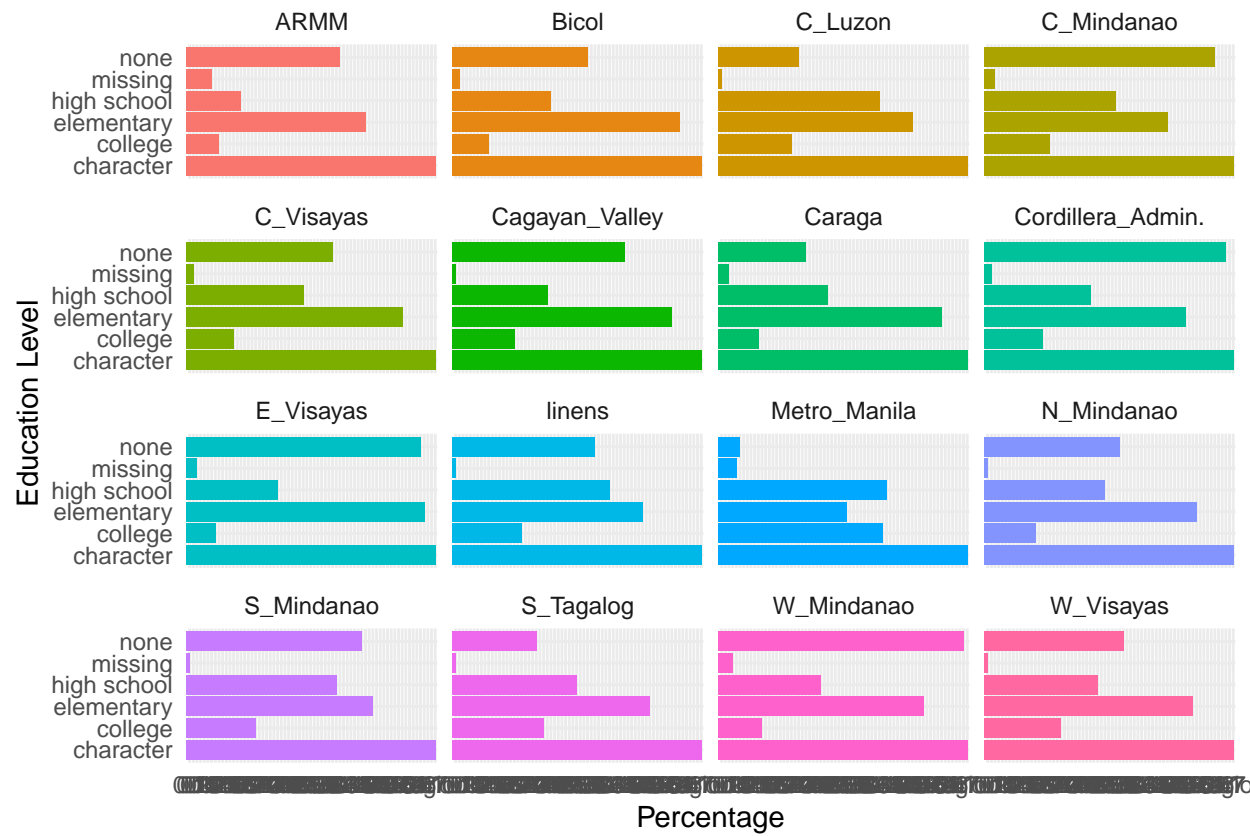 ARMM Bicol C_Luzon C_Mindanao
none
missing
high school
elementary
college
character
C_Visayas Cagayan_Valley Caraga Cordillera_Admin.
none
missing
high school
elementary
college
character
E_Visayas Iinens Metro_Manila N_Mindanao
none
missing
high school
elementary
college
character
S_Mindanao S_Tagalog W_Mindanao W_Visayas
none
missing
high school
elementary
college
character
Percentage
Education Level